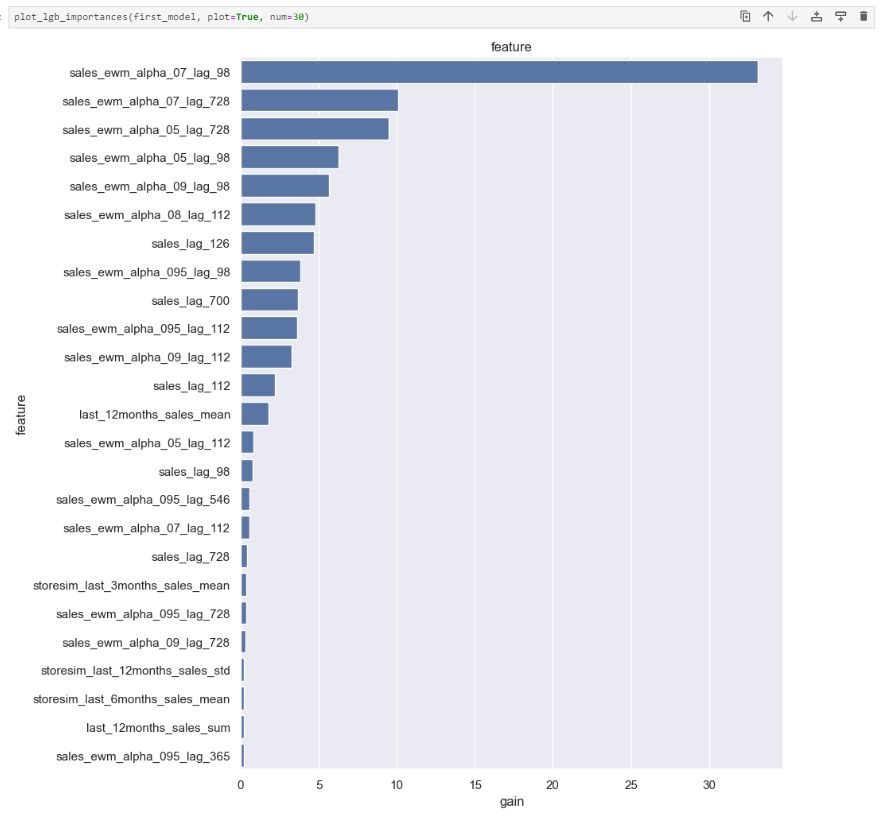 plot_lgb_importances(first_model, plot=True, num=30)
feature
sales_ewm_alpha_07_lag_98
sales_ewm_alpha_07_lag_728
sales_ewm_alpha_05_lag_728
sales_ewm_alpha_05_lag_98
sales_ewm_alpha_09_lag_98
sales_ewm_alpha_08_lag_112
sales_lag_126
sales_ewm_alpha_095_lag_98
sales_lag_700
sales_ewm_alpha_095_lag_112
sales_ewm_alpha_09_lag_112
sales_lag_112
last_12months_sales_mean
sales_ewm_alpha_05_lag_112
sales_lag_98
sales_ewm_alpha_095_lag_546
sales_ewm_alpha_07_lag_112
sales_lag_728
storesim_last_3months_sales_mean
sales_ewm_alpha_095_lag_728
sales_ewm_alpha_09_lag_728
storesim_last_12months_sales_std
storesim_last_6months_sales_mean
last_12months_sales_sum
sales_ewm_alpha_095_lag_365
feature
0 5 10 15 20 25 30
gain